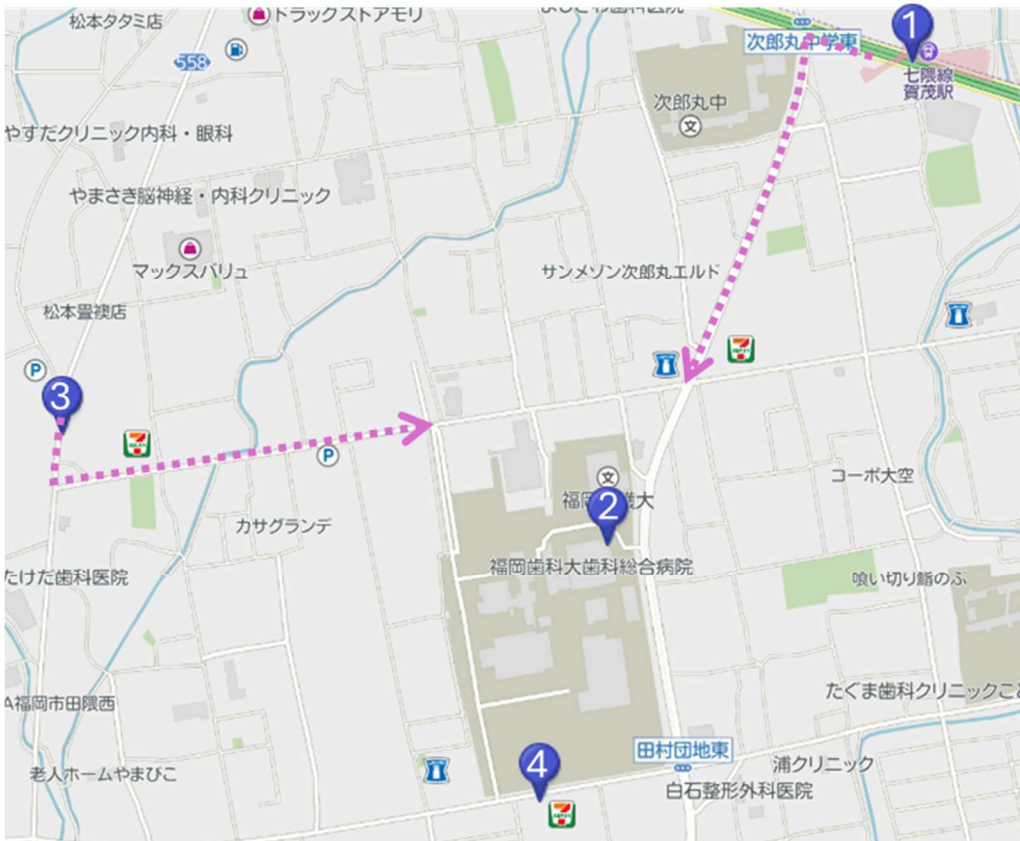 松本タタミ店
ドラックストアモリ
558
次郎丸中学東
1
七隈線
賀茂駅
次郎丸中
文
やすだクリニック内科・眼科
やまさき脳神経・内科クリニック
マックスバリュ
サンメゾン次郎丸エルド
松本畳襖店
P
3
P
カサグランデ
コーポ大空
文
2
福岡歯科大歯科総合病院
たけだ歯科医院
喰い切り鮨のぶ
A福岡市田隈西
たくま歯科クリニックこ
老人ホームやまびこ
4
田村団地東
浦クリニック
白石整形外科医院